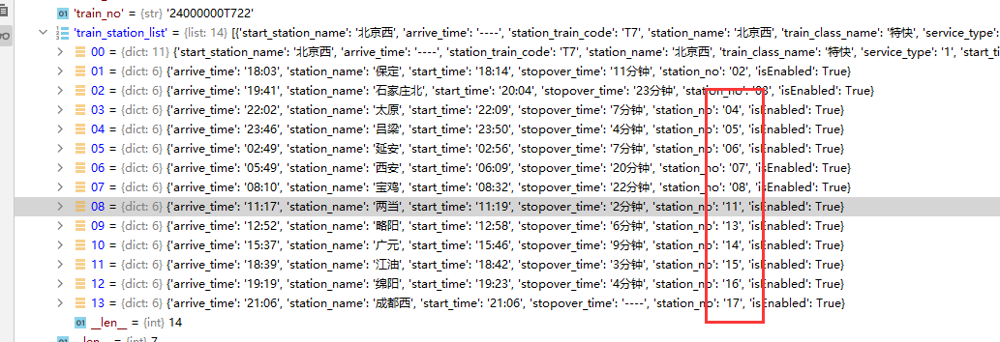 01 'train_no' = {str} '24000000T722'
'train_station_list' = {list: 14} [{'start_station_name': '北京西', 'arrive_time': '----', 'station_train_code': 'T7', 'station_name': '北京西', 'train_class_name': '特快', 'service_type':
00 = {dict: 11} {'start_station_name': '北京西', 'arrive_time': '----', 'station_train_code': 'T7', 'station_name': '北京西', 'train_class_name': '特快', 'service_type': '1', 'start_ti
01 = {dict: 6} {'arrive_time': '18:03', 'station_name': '保定', 'start_time': '18:14', 'stopover_time': '11分钟', 'station_no': '02', 'isEnabled': True}
02 = {dict: 6} {'arrive_time': '19:41', 'station_name': '石家庄北', 'start_time': '20:04', 'stopover_time': '23分钟', 'station_no': '03', 'isEnabled': True}
03 = {dict: 6} {'arrive_time': '22:02', 'station_name': '太原', 'start_time': '22:09', 'stopover_time': '7分钟', 'station_no': '04', 'isEnabled': True}
04 = {dict: 6} {'arrive_time': '23:46', 'station_name': '吕梁', 'start_time': '23:50', 'stopover_time': '4分钟', 'station_no': '05', 'isEnabled': True}
05 = {dict: 6} {'arrive_time': '02:49', 'station_name': '延安', 'start_time': '02:56', 'stopover_time': '7分钟', 'station_no': '06', 'isEnabled': True}
06 = {dict: 6} {'arrive_time': '05:49', 'station_name': '西安', 'start_time': '06:09', 'stopover_time': '20分钟', 'station_no': '07', 'isEnabled': True}
07 = {dict: 6} {'arrive_time': '08:10', 'station_name': '宝鸡', 'start_time': '08:32', 'stopover_time': '22分钟', 'station_no': '08', 'isEnabled': True}
08 = {dict: 6} {'arrive_time': '11:17', 'station_name': '两当', 'start_time': '11:19', 'stopover_time': '2分钟', 'station_no': '11', 'isEnabled': True}
09 = {dict: 6} {'arrive_time': '12:52', 'station_name': '略阳', 'start_time': '12:58', 'stopover_time': '6分钟', 'station_no': '13', 'isEnabled': True}
10 = {dict: 6} {'arrive_time': '15:37', 'station_name': '广元', 'start_time': '15:46', 'stopover_time': '9分钟', 'station_no': '14', 'isEnabled': True}
11 = {dict: 6} {'arrive_time': '18:39', 'station_name': '江油', 'start_time': '18:42', 'stopover_time': '3分钟', 'station_no': '15', 'isEnabled': True}
12 = {dict: 6} {'arrive_time': '19:19', 'station_name': '绵阳', 'start_time': '19:23', 'stopover_time': '4分钟', 'station_no': '16', 'isEnabled': True}
13 = {dict: 6} {'arrive_time': '21:06', 'station_name': '成都西', 'start_time': '21:06', 'stopover_time': '----', 'station_no': '17', 'isEnabled': True}
01 __len__ = {int} 14
01 __len__ = {int} 7